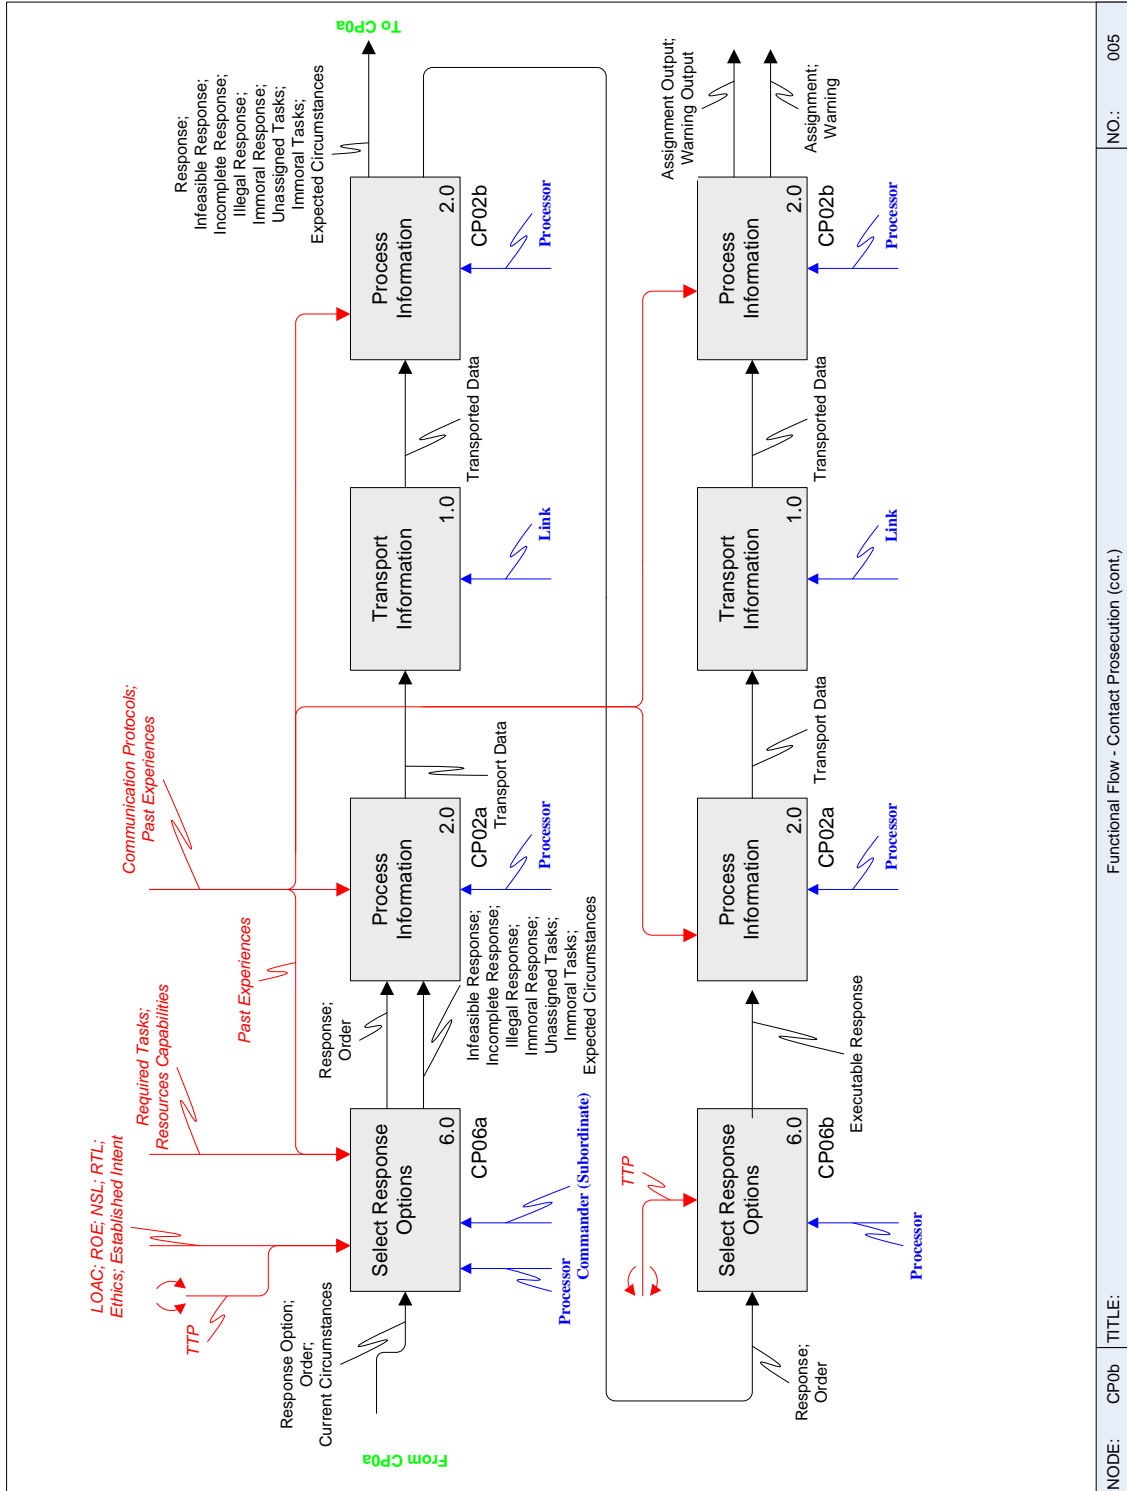 LOAC; ROE; NSL; RTL;
Ethics; Established Intent
Required Tasks;
Resources Capabilities
Communication Protocols;
Past Experiences
TTP
Past Experiences
From CP0a
Response Option;
Order;
Current Circumstances
Select Response
Options
6.0
CP06a
Processor
Commander (Subordinate)
Response;
Order
Infeasible Response;
Incomplete Response;
Illegal Response;
Immoral Response;
Unassigned Tasks;
Immoral Tasks;
Expected Circumstances
Process
Information
2.0
CP02a
Processor
Transport Data
Transport
Information
1.0
Link
Transported Data
Process
Information
2.0
CP02b
Processor
Response;
Infeasible Response;
Incomplete Response;
Illegal Response;
Immoral Response;
Unassigned Tasks;
Immoral Tasks;
Expected Circumstances
To CP0a
Response;
Order
TTP
Select Response
Options
6.0
CP06b
Processor
Executable Response
Process
Information
2.0
CP02a
Processor
Transport Data
Transport
Information
1.0
Link
Transported Data
Process
Information
2.0
CP02b
Processor
Assignment Output;
Warning Output
Assignment;
Warning
NODE: CP0b TITLE: Functional Flow - Contact Prosecution (cont.) NO.: 005